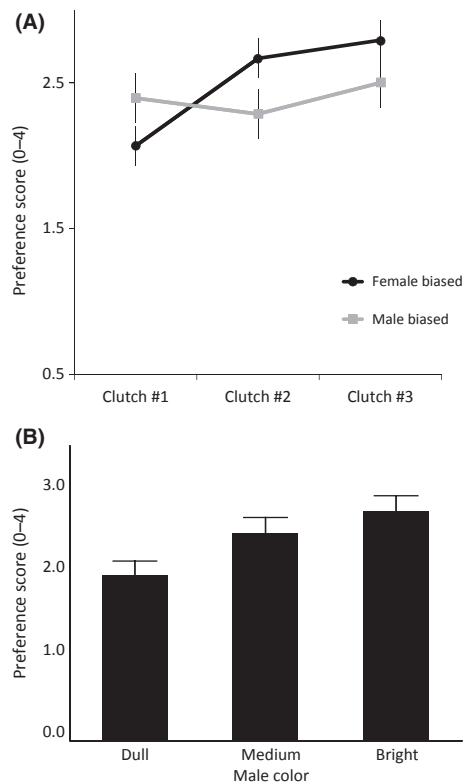 (A)
Preference score (0–4)
2.5
1.5
0.5
Female biased
Male biased
Clutch #1 Clutch #2 Clutch #3
(B)
Preference score (0–4)
3.0
2.0
1.0
0.0
Dull Medium Bright
Male color